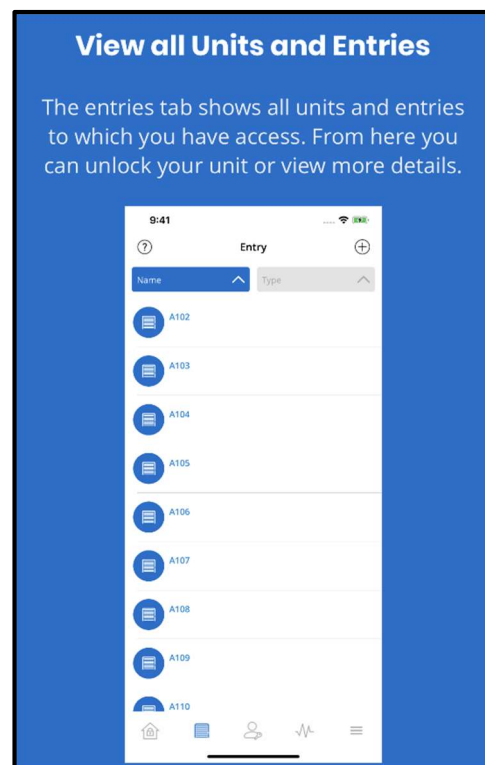 View all Units and Entries
The entries tab shows all units and entries
to which you have access. From here you
can unlock your unit or view more details.
9:41
? Entry
Name Type
A102
A103
A104
A105
A106
A107
A108
A109
A110